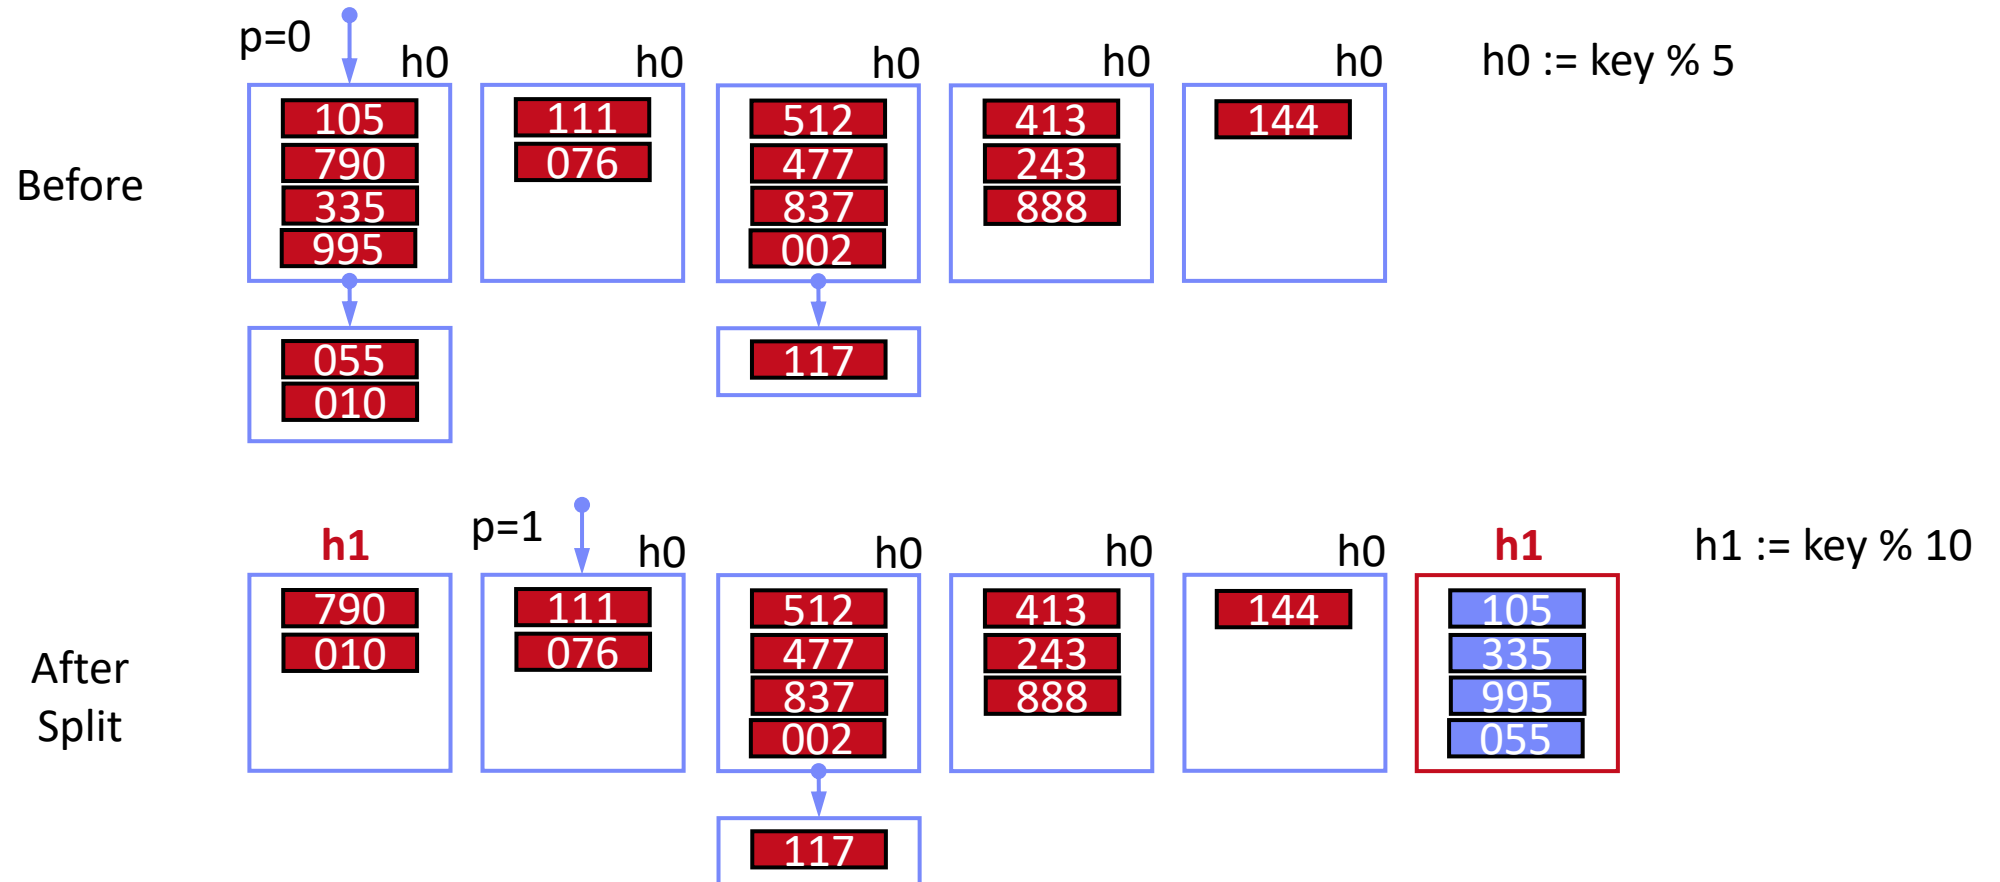 p=0
h0 h0 h0 h0 h0 h0 := key % 5
Before
105 111 512 413 144
790 076 477 243
335 837 888
995 002
055 117
010
h1 p=1 h0 h0 h0 h0 h1 h1 := key % 10
After
Split
790 111 512 413 144 105
010 076 477 243 335
837 888 995
002 055
117